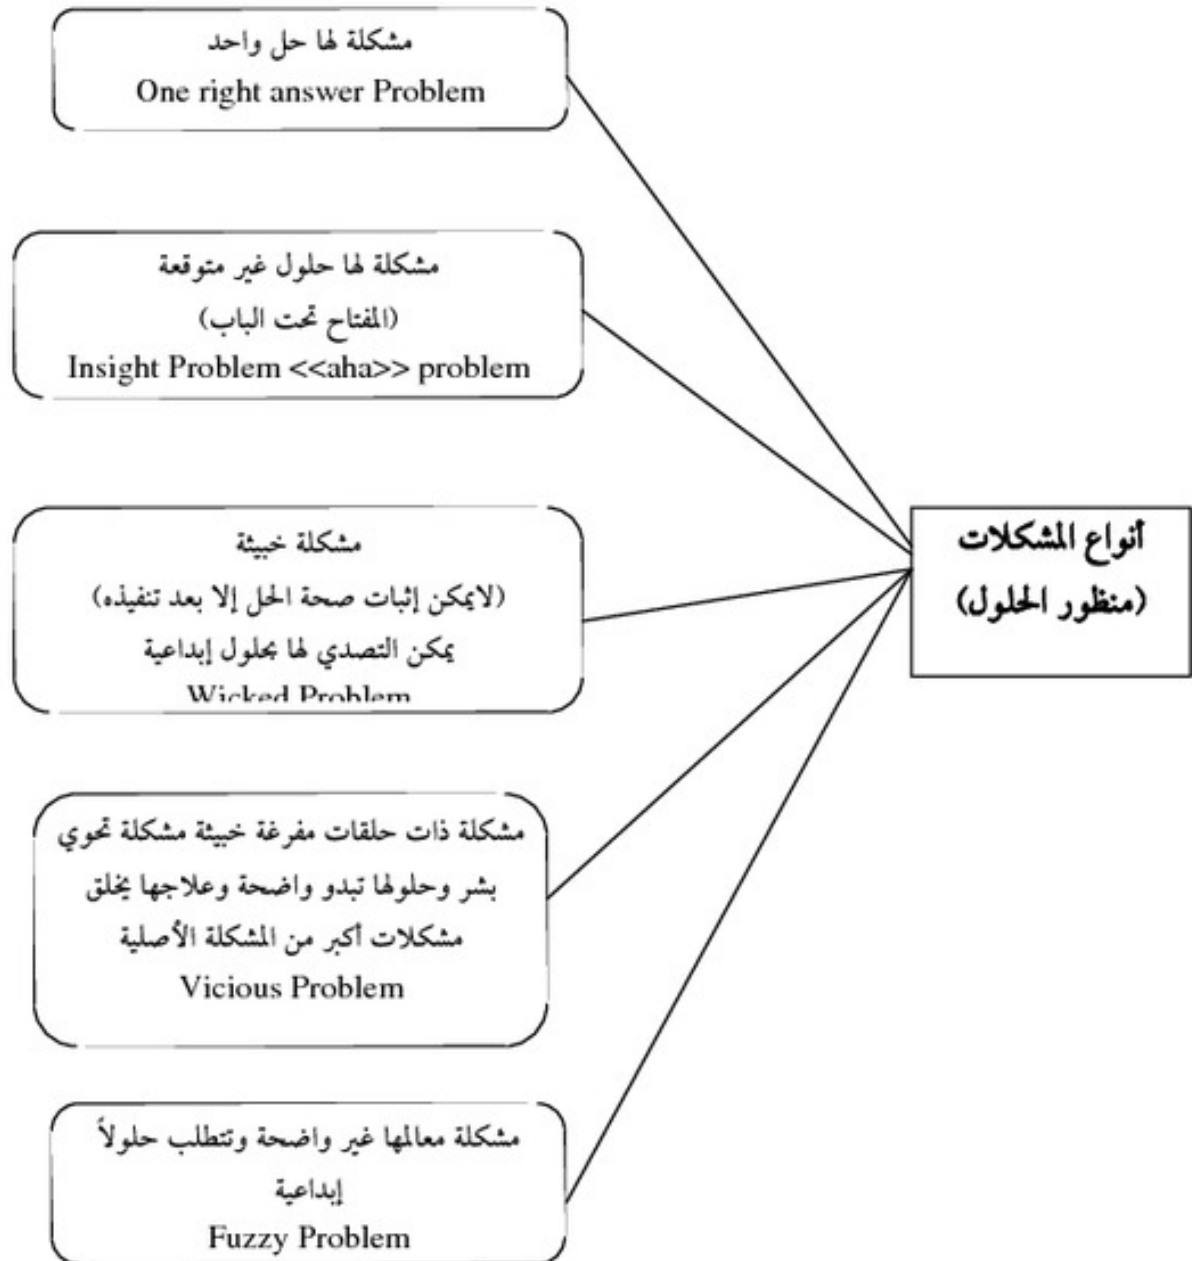 مشكلة لها حل واحد
One right answer Problem
مشكلة لها حلول غير متوقعة
(المفتاح تحت الباب)
Insight Problem <<aha>> problem
أنواع المشكلات
(منظور الحلول)
مشكلة خبيثة
(لايمكن إثبات صحة الحل إلا بعد تنفيذه)
يمكن التصدي لها بحلول إبداعية
Wicked Problem
مشكلة ذات حلقات مفرغة خبيثة مشكلة تحوي
بشر وحلولها تبدو واضحة وعلاجها يخلق
مشكلات أكبر من المشكلة الأصلية
Vicious Problem
مشكلة معالمها غير واضحة وتتطلب حلولاً
إبداعية
Fuzzy Problem